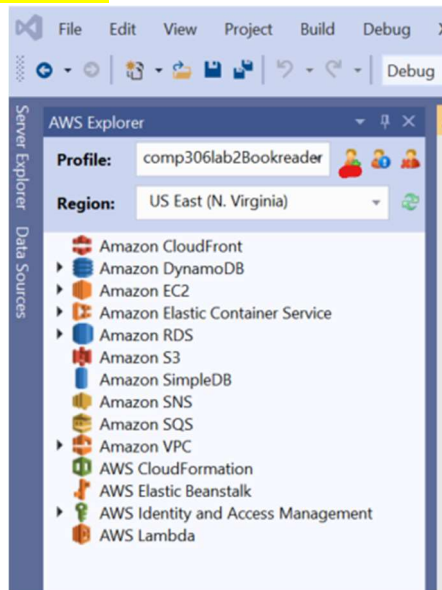 File Edit View Project Build Debug
Debug
Server Explorer
Data Sources
AWS Explorer
Profile: comp306lab2Bookreader
Region: US East (N. Virginia)
Amazon CloudFront
Amazon DynamoDB
Amazon EC2
Amazon Elastic Container Service
Amazon RDS
Amazon S3
Amazon SimpleDB
Amazon SNS
Amazon SQS
Amazon VPC
AWS CloudFormation
AWS Elastic Beanstalk
AWS Identity and Access Management
AWS Lambda